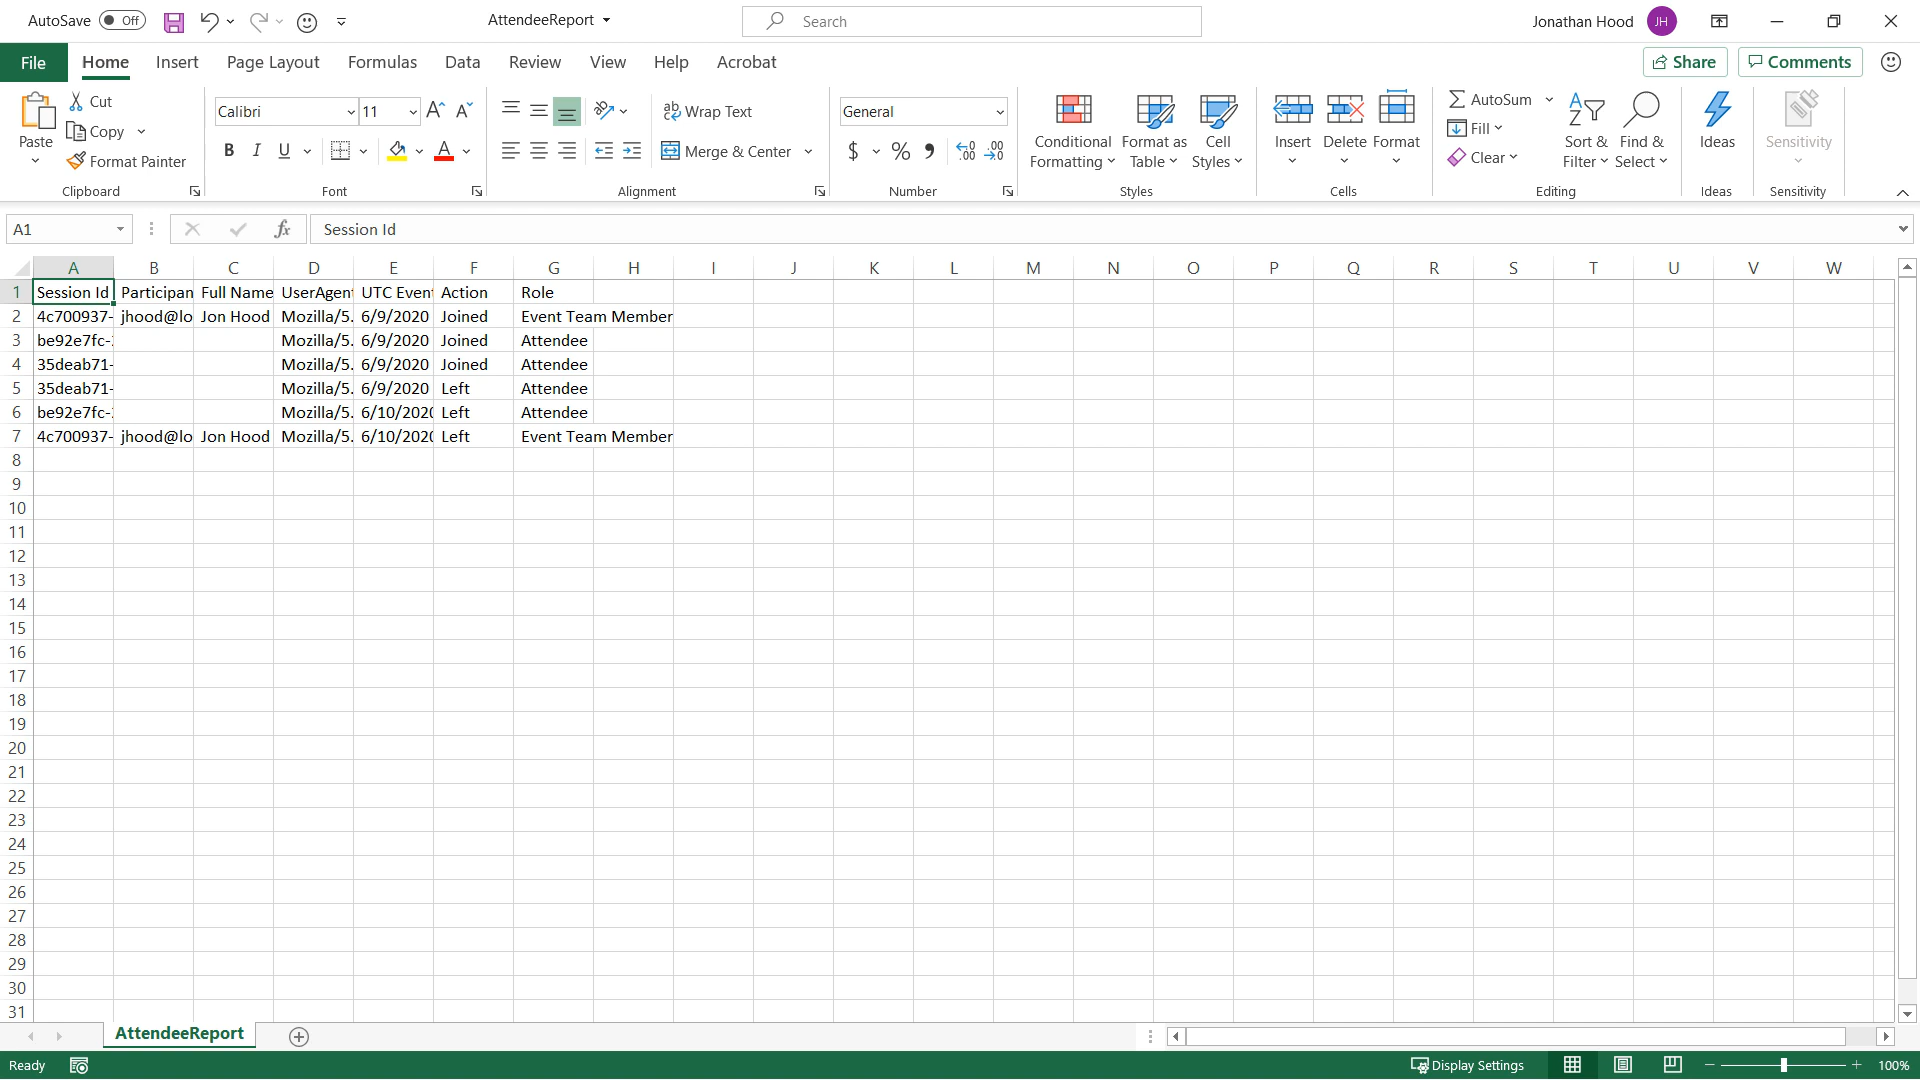 AutoSave Off AttendeeReport Search Jonathan Hood JH
File Home Insert Page Layout Formulas Data Review View Help Acrobat Share Comments
Paste Cut Copy Format Painter Clipboard
Calibri 11 B I U A Font
Wrap Text Merge & Center Alignment
General $ % Number
Conditional Formatting Format as Table Cell Styles Styles
Insert Delete Format Cells
AutoSum Fill Clear Sort & Filter Find & Select Editing
Ideas Ideas
Sensitivity Sensitivity
A1 fx Session Id
A B C D E F G H I J K L M N O P Q R S T U V W
1 Session Id Participan Full Name UserAgent UTC Event Action Role
2 4c700937- jhood@lo Jon Hood Mozilla/5. 6/9/2020 Joined Event Team Member
3 be92e7fc- Mozilla/5. 6/9/2020 Joined Attendee
4 35deab71- Mozilla/5. 6/9/2020 Joined Attendee
5 35deab71- Mozilla/5. 6/9/2020 Left Attendee
6 be92e7fc- Mozilla/5. 6/10/2020 Left Attendee
7 4c700937- jhood@lo Jon Hood Mozilla/5. 6/10/2020 Left Event Team Member
8
9
10
11
12
13
14
15
16
17
18
19
20
21
22
23
24
25
26
27
28
29
30
31
AttendeeReport
Ready Display Settings 100%